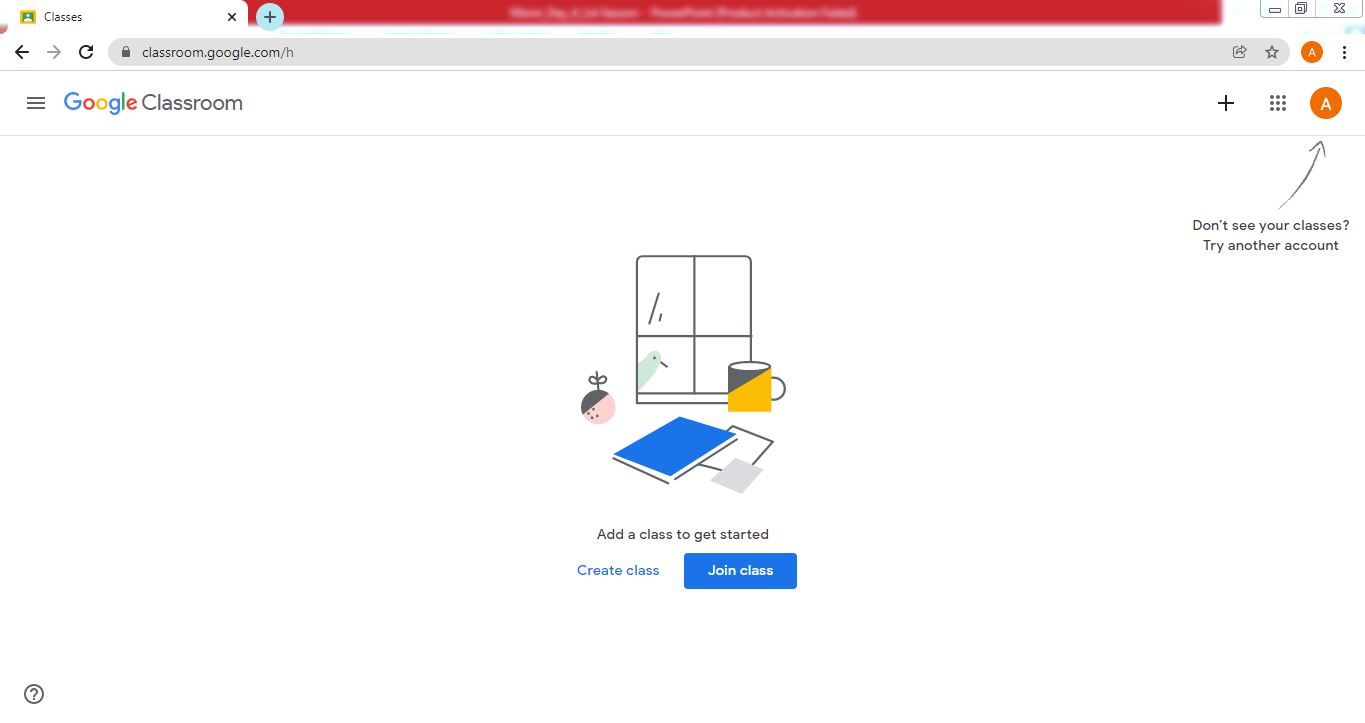 Classes
classroom.google.com/h
A
Google Classroom
A
Don't see your classes?
Try another account
Add a class to get started
Create class
Join class